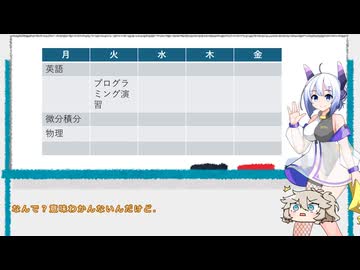 月 火 水 木 金
英語
プログラ
ミング演
習
微分積分
物理
なんで？意味わかんないんだけど。